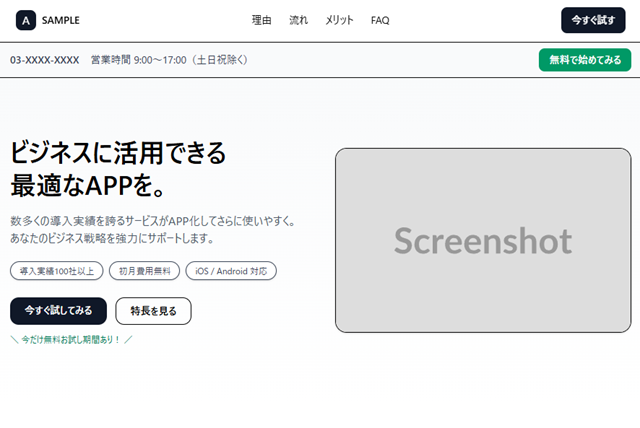 A SAMPLE
理由 流れ メリット FAQ
今すぐ試す
03-XXXX-XXXX 営業時間 9:00〜17:00（土日祝除く）
無料で始めてみる
ビジネスに活用できる
最適なAPPを。
数多くの導入実績を誇るサービスがAPP化してさらに使いやすく。
あなたのビジネス戦略を強力にサポートします。
導入実績100社以上 初月費用無料 iOS / Android 対応
今すぐ試してみる 特長を見る
＼ 今だけ無料お試し期間あり！ ／
Screenshot